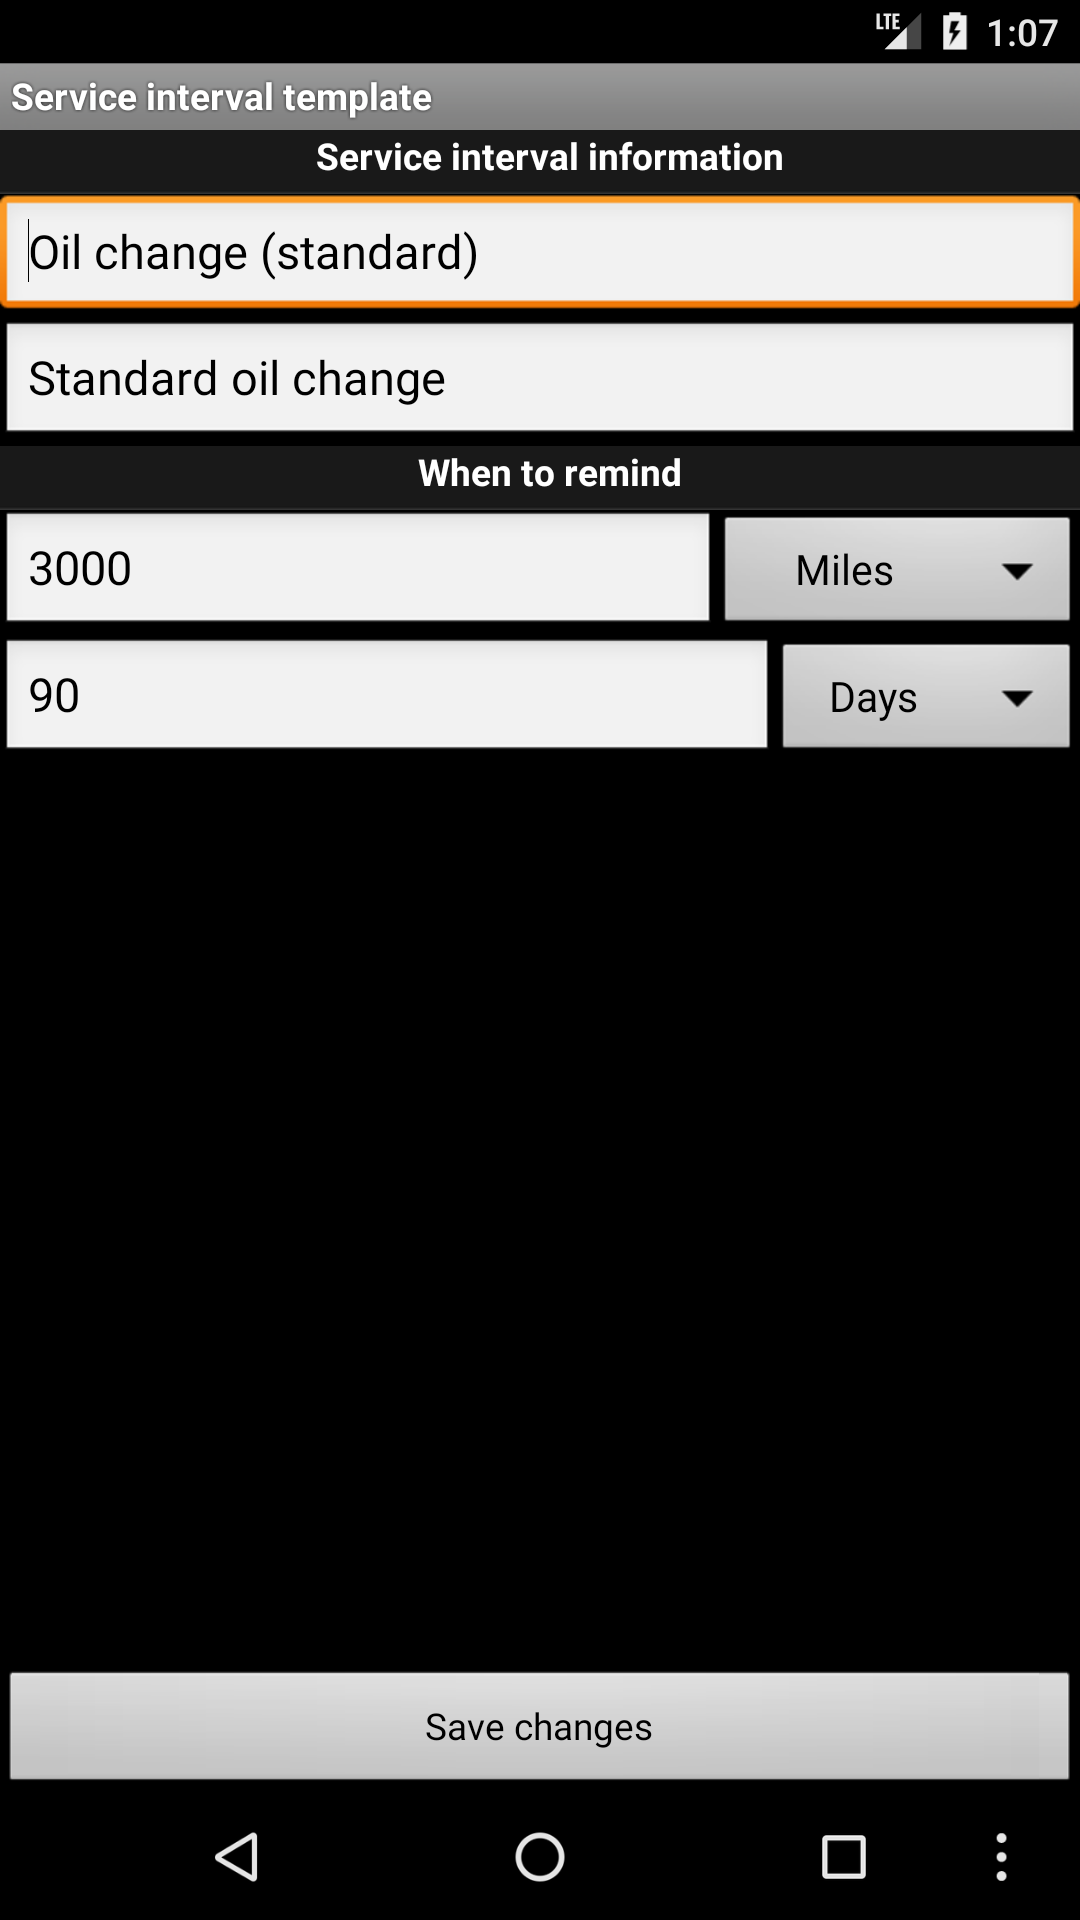 LTE 1:07
Service interval template
Service interval information
Oil change (standard)
Standard oil change
When to remind
3000 Miles
90 Days
Save changes